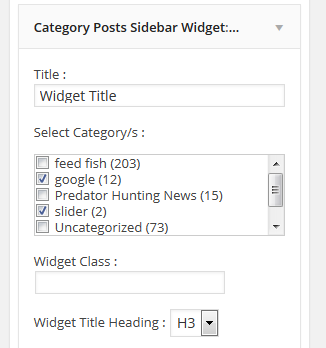 Category Posts Sidebar Widget:...
Title :
Widget Title
Select Category/s :
feed fish (203)
google (12)
Predator Hunting News (15)
slider (2)
Uncategorized (73)
Widget Class :
Widget Title Heading : H3